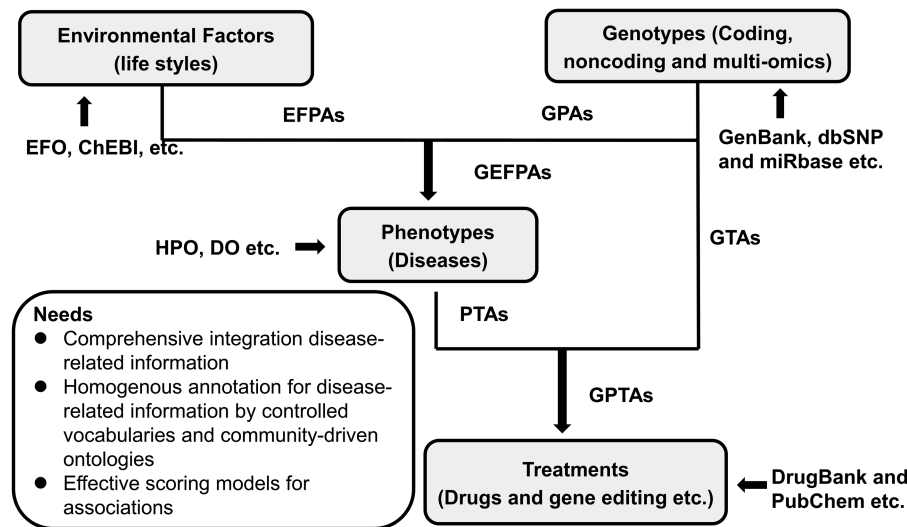 Environmental Factors
(life styles)
Genotypes (Coding,
noncoding and multi-omics)
EFPAs
GPAs
EFO, ChEBI, etc.
GenBank, dbSNP
and miRbase etc.
GEFPAs
Phenotypes
(Diseases)
HPO, DO etc.
GTAs
Needs
● Comprehensive integration disease-
related information
● Homogenous annotation for disease-
related information by controlled
vocabularies and community-driven
ontologies
● Effective scoring models for
associations
PTAs
GPTAs
Treatments
(Drugs and gene editing etc.)
DrugBank and
PubChem etc.